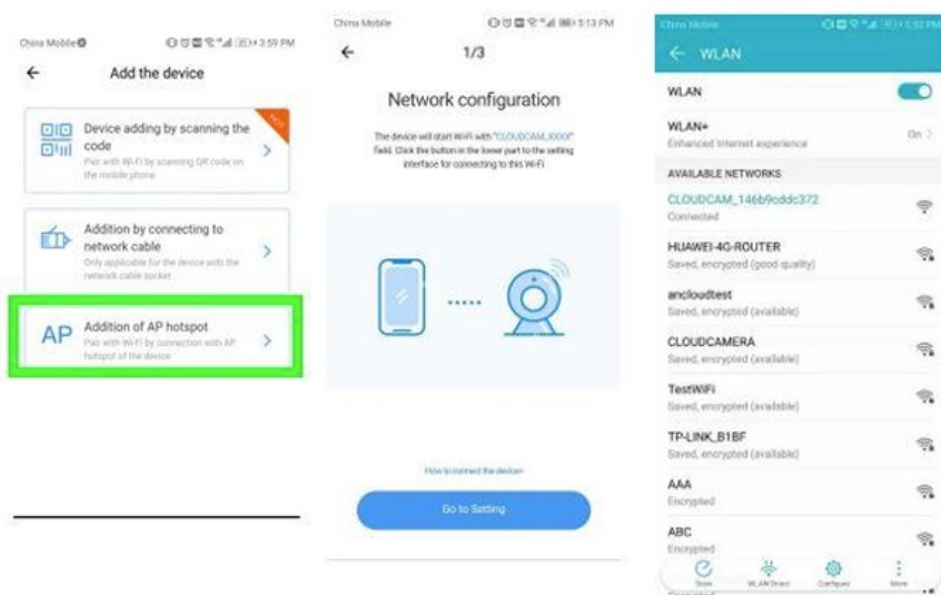 China Mobile
3:59 PM
Add the device
HOT
Device adding by scanning the
code
Pair with Wi-Fi by scanning QR code on
the mobile phone
Addition by connecting to
network cable
Only applicable for the device with the
network cable socket
AP
Addition of AP hotspot
Pair with Wi-Fi by connection with AP
hotspot of the device
China Mobile
5:13 PM
1/3
Network configuration
The device will start Wi-Fi with "CLOUDCAM_XXXX"
field. Click the button in the lower part to the setting
interface for connecting to this Wi-Fi
How to connect the device>
Go to Setting
China Mobile
WLAN
WLAN
WLAN+
On
Enhanced Internet experience
AVAILABLE NETWORKS
CLOUDCAM_146b9cddc372
Connected
HUAWEI-4G-ROUTER
Saved, encrypted (good quality)
ancloudtest
Saved, encrypted (available)
CLOUDCAMERA
Saved, encrypted (available)
TestWiFi
Saved, encrypted (available)
TP-LINK_B1BF
Saved, encrypted (available)
AAA
Encrypted
ABC
Encrypted
Scan
WLAN Direct
Configure
More